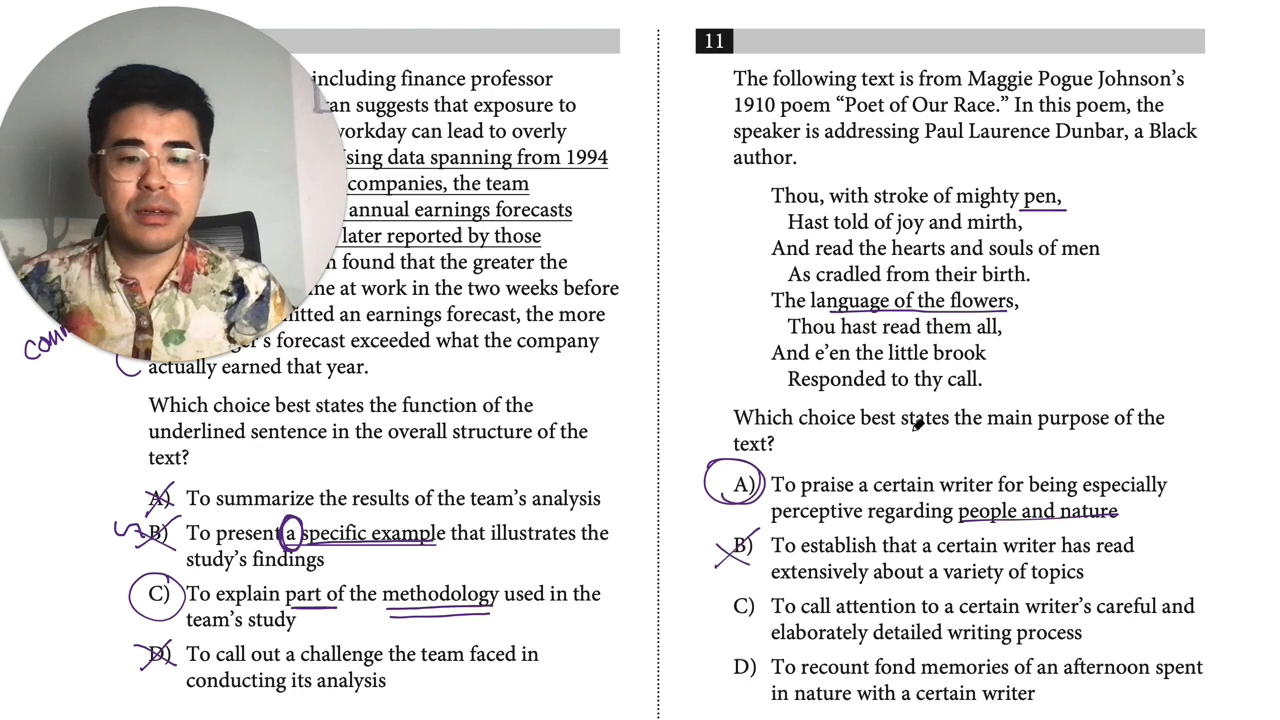 including finance professor
an suggests that exposure to
workday can lead to overly
sing data spanning from 1994
companies, the team
annual earnings forecasts
later reported by those
found that the greater the
at work in the two weeks before
an earnings forecast, the more
forecast exceeded what the company
actually earned that year.
Which choice best states the function of the
underlined sentence in the overall structure of the
text?
A) To summarize the results of the team's analysis
B) To present a specific example that illustrates the
study's findings
C) To explain part of the methodology used in the
team's study
D) To call out a challenge the team faced in
conducting its analysis
11
The following text is from Maggie Pogue Johnson's
1910 poem “Poet of Our Race.” In this poem, the
speaker is addressing Paul Laurence Dunbar, a Black
author.
Thou, with stroke of mighty pen,
Hast told of joy and mirth,
And read the hearts and souls of men
As cradled from their birth.
The language of the flowers,
Thou hast read them all,
And e'en the little brook
Responded to thy call.
Which choice best states the main purpose of the
text?
A) To praise a certain writer for being especially
perceptive regarding people and nature
B) To establish that a certain writer has read
extensively about a variety of topics
C) To call attention to a certain writer's careful and
elaborately detailed writing process
D) To recount fond memories of an afternoon spent
in nature with a certain writer